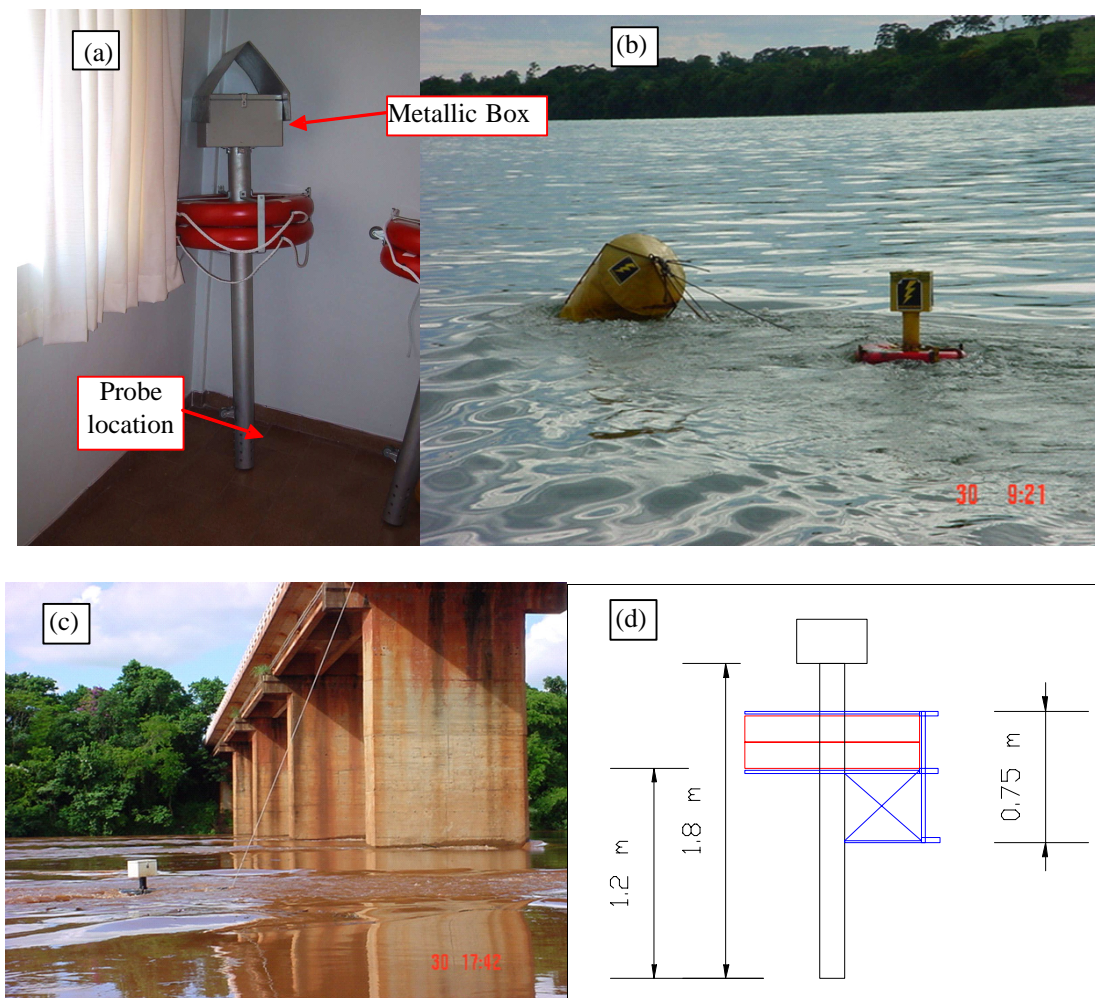 (a)
Metallic Box
Probe
location
(b)
30 9:21
(c)
30 17:42
(d)
1.2 m
1.8 m
0.75 m